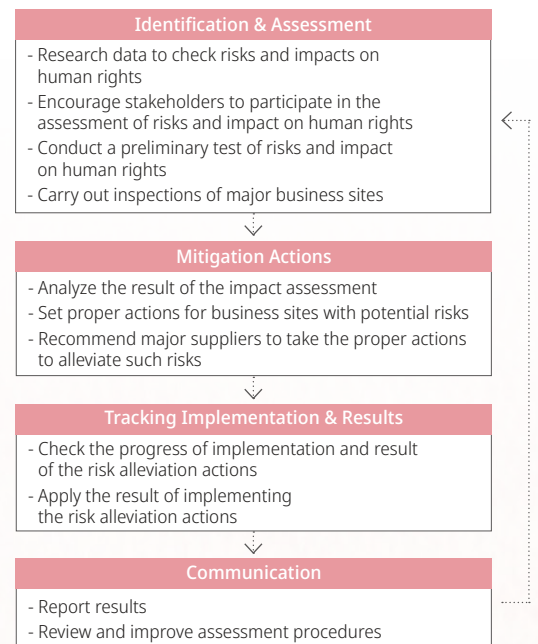 Identification & Assessment
- Research data to check risks and impacts on
human rights
- Encourage stakeholders to participate in the
assessment of risks and impact on human rights
- Conduct a preliminary test of risks and impact
on human rights
- Carry out inspections of major business sites
Mitigation Actions
- Analyze the result of the impact assessment
- Set proper actions for business sites with potential risks
- Recommend major suppliers to take the proper actions
to alleviate such risks
Tracking Implementation & Results
- Check the progress of implementation and result
of the risk alleviation actions
- Apply the result of implementing
the risk alleviation actions
Communication
- Report results
- Review and improve assessment procedures